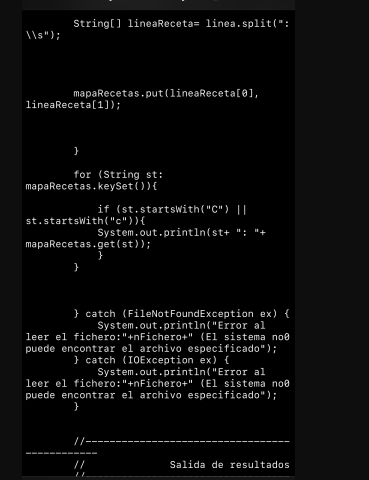 String[] lineaReceta= linea.split(":
\\s");
mapaRecetas.put(lineaReceta[0],
lineaReceta[1]);
}
for (String st:
mapaRecetas.keySet()){
if (st.startsWith("C") ||
st.startsWith("c")){
System.out.println(st+ ": "+
mapaRecetas.get(st));
}
}
} catch (FileNotFoundException ex) {
System.out.println("Error al
leer el fichero:"+nFichero+" (El sistema no0
puede encontrar el archivo especificado");
} catch (IOException ex) {
System.out.println("Error al
leer el fichero:"+nFichero+" (El sistema no0
puede encontrar el archivo especificado");
}
//----------------------------------
------------
// Salida de resultados
//----------------------------------